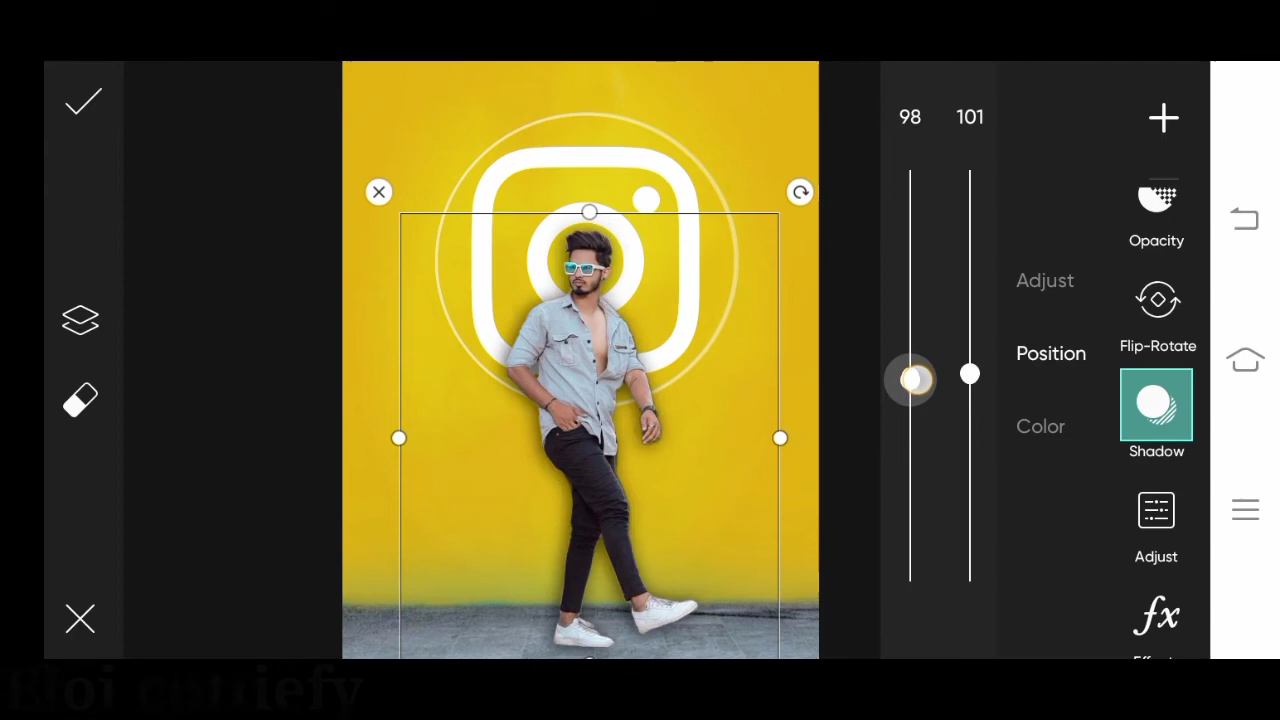 98 101
Opacity
Adjust
Flip-Rotate
Position
Color
Shadow
Adjust
fx